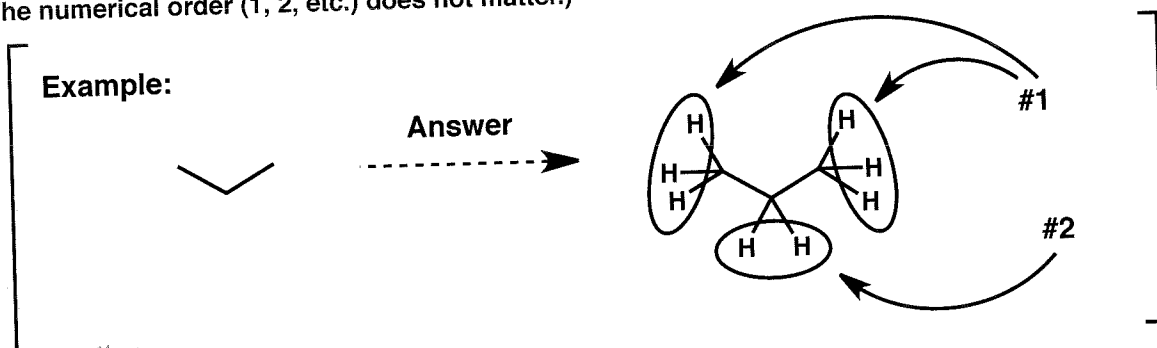 he numerical order (1, 2, etc.) does not matter.)
Example:
Answer
#1
#2
H
H
H
H
H
H
H
H